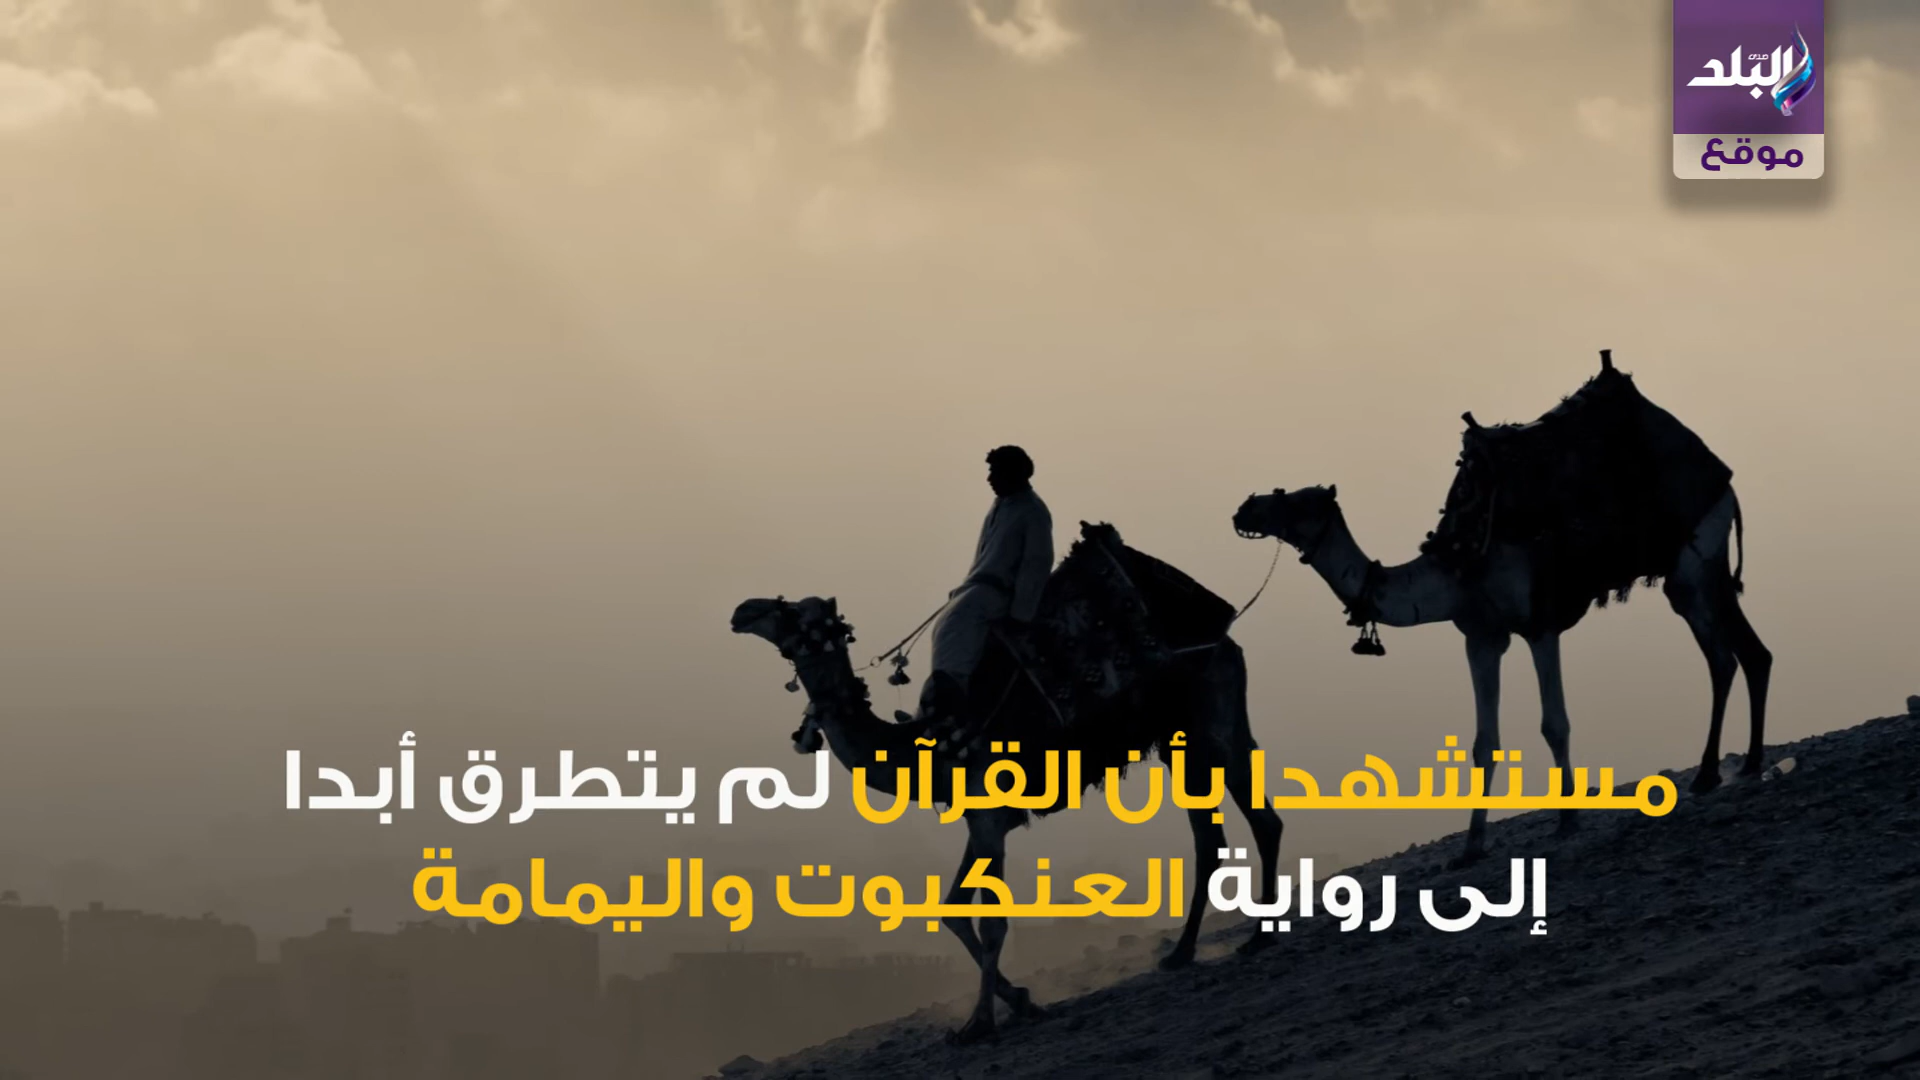 صدى
البلد
موقع
مستشهدا بأن القرآن لم يتطرق أبدا
إلى رواية العنكبوت واليمامة